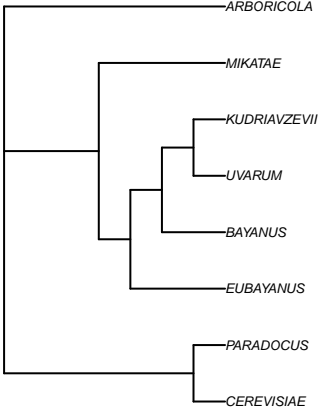 ARBORICOLA
MIKATAE
KUDRIAVZEVII
UVARUM
BAYANUS
EUBAYANUS
PARADOCUS
CEREVISIAE